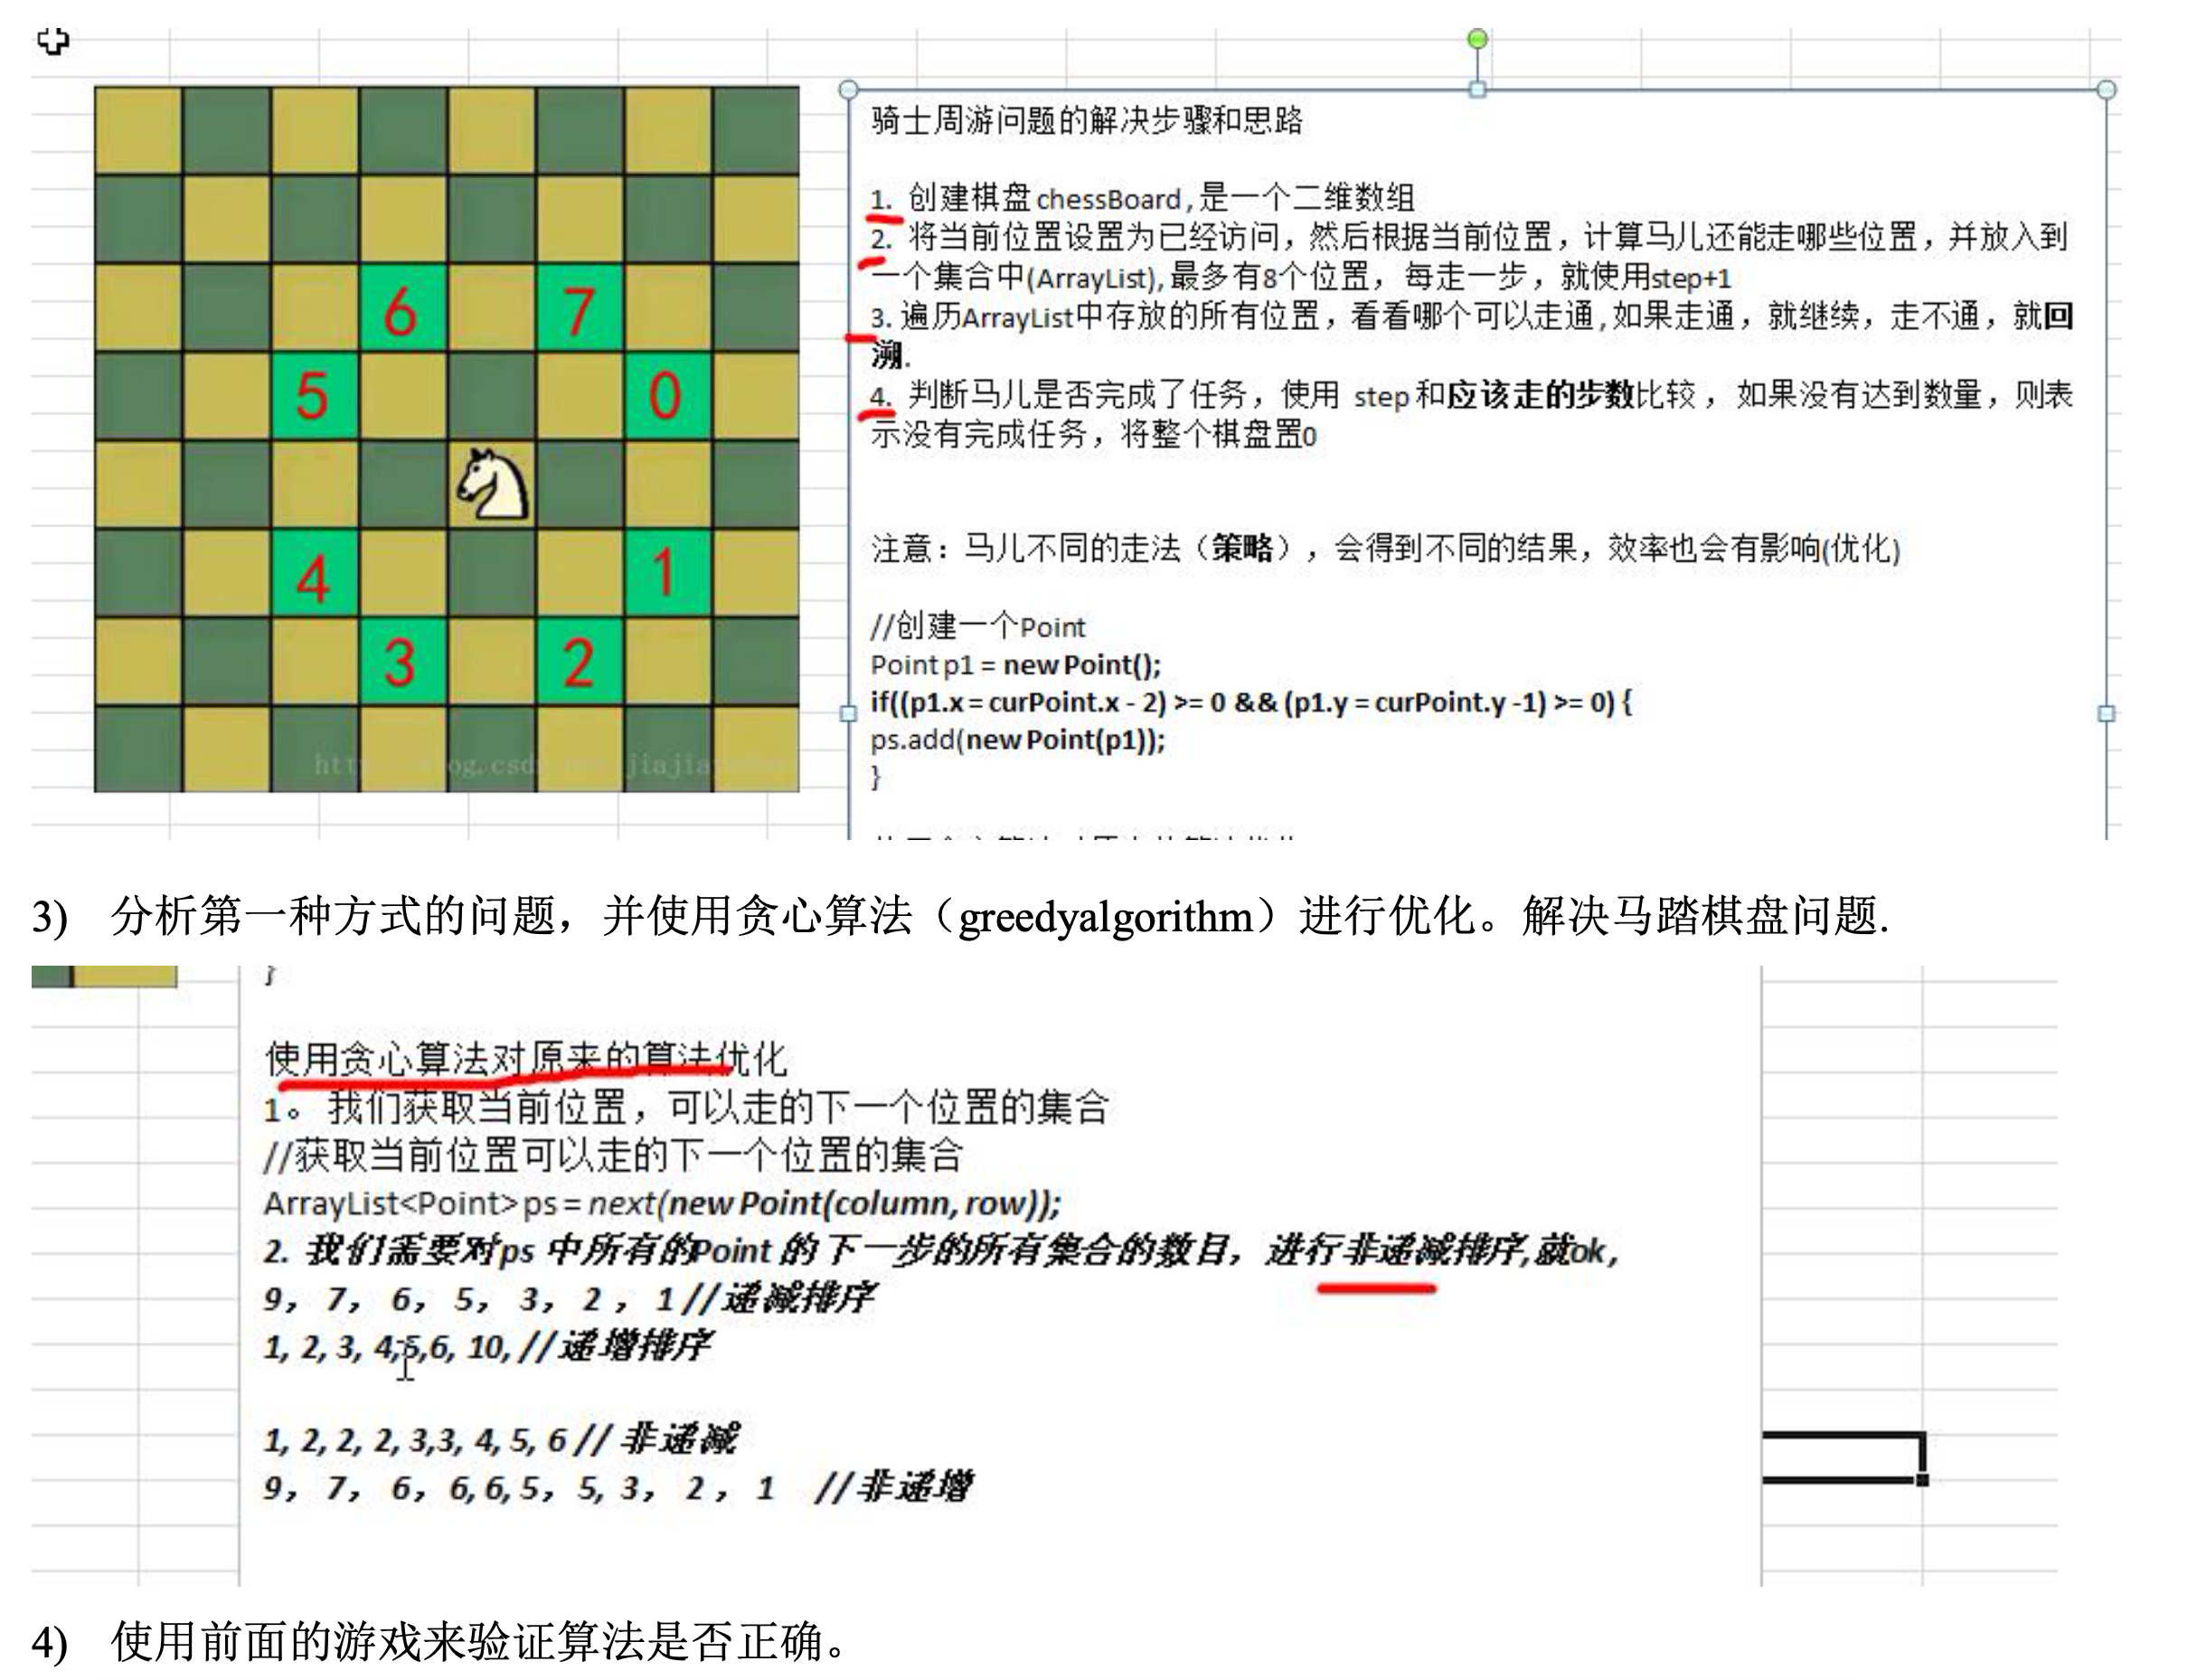 6 7
5 0
4 1
3 2
骑士周游问题的解决步骤和思路
1. 创建棋盘 chessBoard , 是一个二维数组
2. 将当前位置设置为已经访问，然后根据当前位置，计算马儿还能走哪些位置，并放入到
一个集合中(ArrayList), 最多有8个位置，每走一步，就使用step+1
3. 遍历ArrayList中存放的所有位置，看看哪个可以走通 , 如果走通，就继续，走不通，就回
溯.
4. 判断马儿是否完成了任务，使用 step 和应该走的步数比较 ，如果没有达到数量，则表
示没有完成任务，将整个棋盘置0
注意：马儿不同的走法（策略），会得到不同的结果，效率也会有影响(优化)
//创建一个Point
Point p1 = new Point();
if((p1.x = curPoint.x - 2) >= 0 && (p1.y = curPoint.y -1) >= 0) {
ps.add(new Point(p1));
}
3) 分析第一种方式的问题，并使用贪心算法（greedyalgorithm）进行优化。解决马踏棋盘问题.
}
使用贪心算法对原来的算法优化
1。 我们获取当前位置，可以走的下一个位置的集合
//获取当前位置可以走的下一个位置的集合
ArrayList<Point> ps = next(new Point(column, row));
2. 我们需要对ps 中所有的Point 的下一步的所有集合的数目，进行非递减排序,就ok ,
9， 7， 6， 5， 3， 2 ，1 // 递减排序
1, 2, 3, 4,5,6, 10, // 递增排序
1, 2, 2, 2, 3,3, 4, 5, 6 // 非递减
9， 7， 6，6, 6, 5， 5, 3， 2 ，1 //非递增
4) 使用前面的游戏来验证算法是否正确。